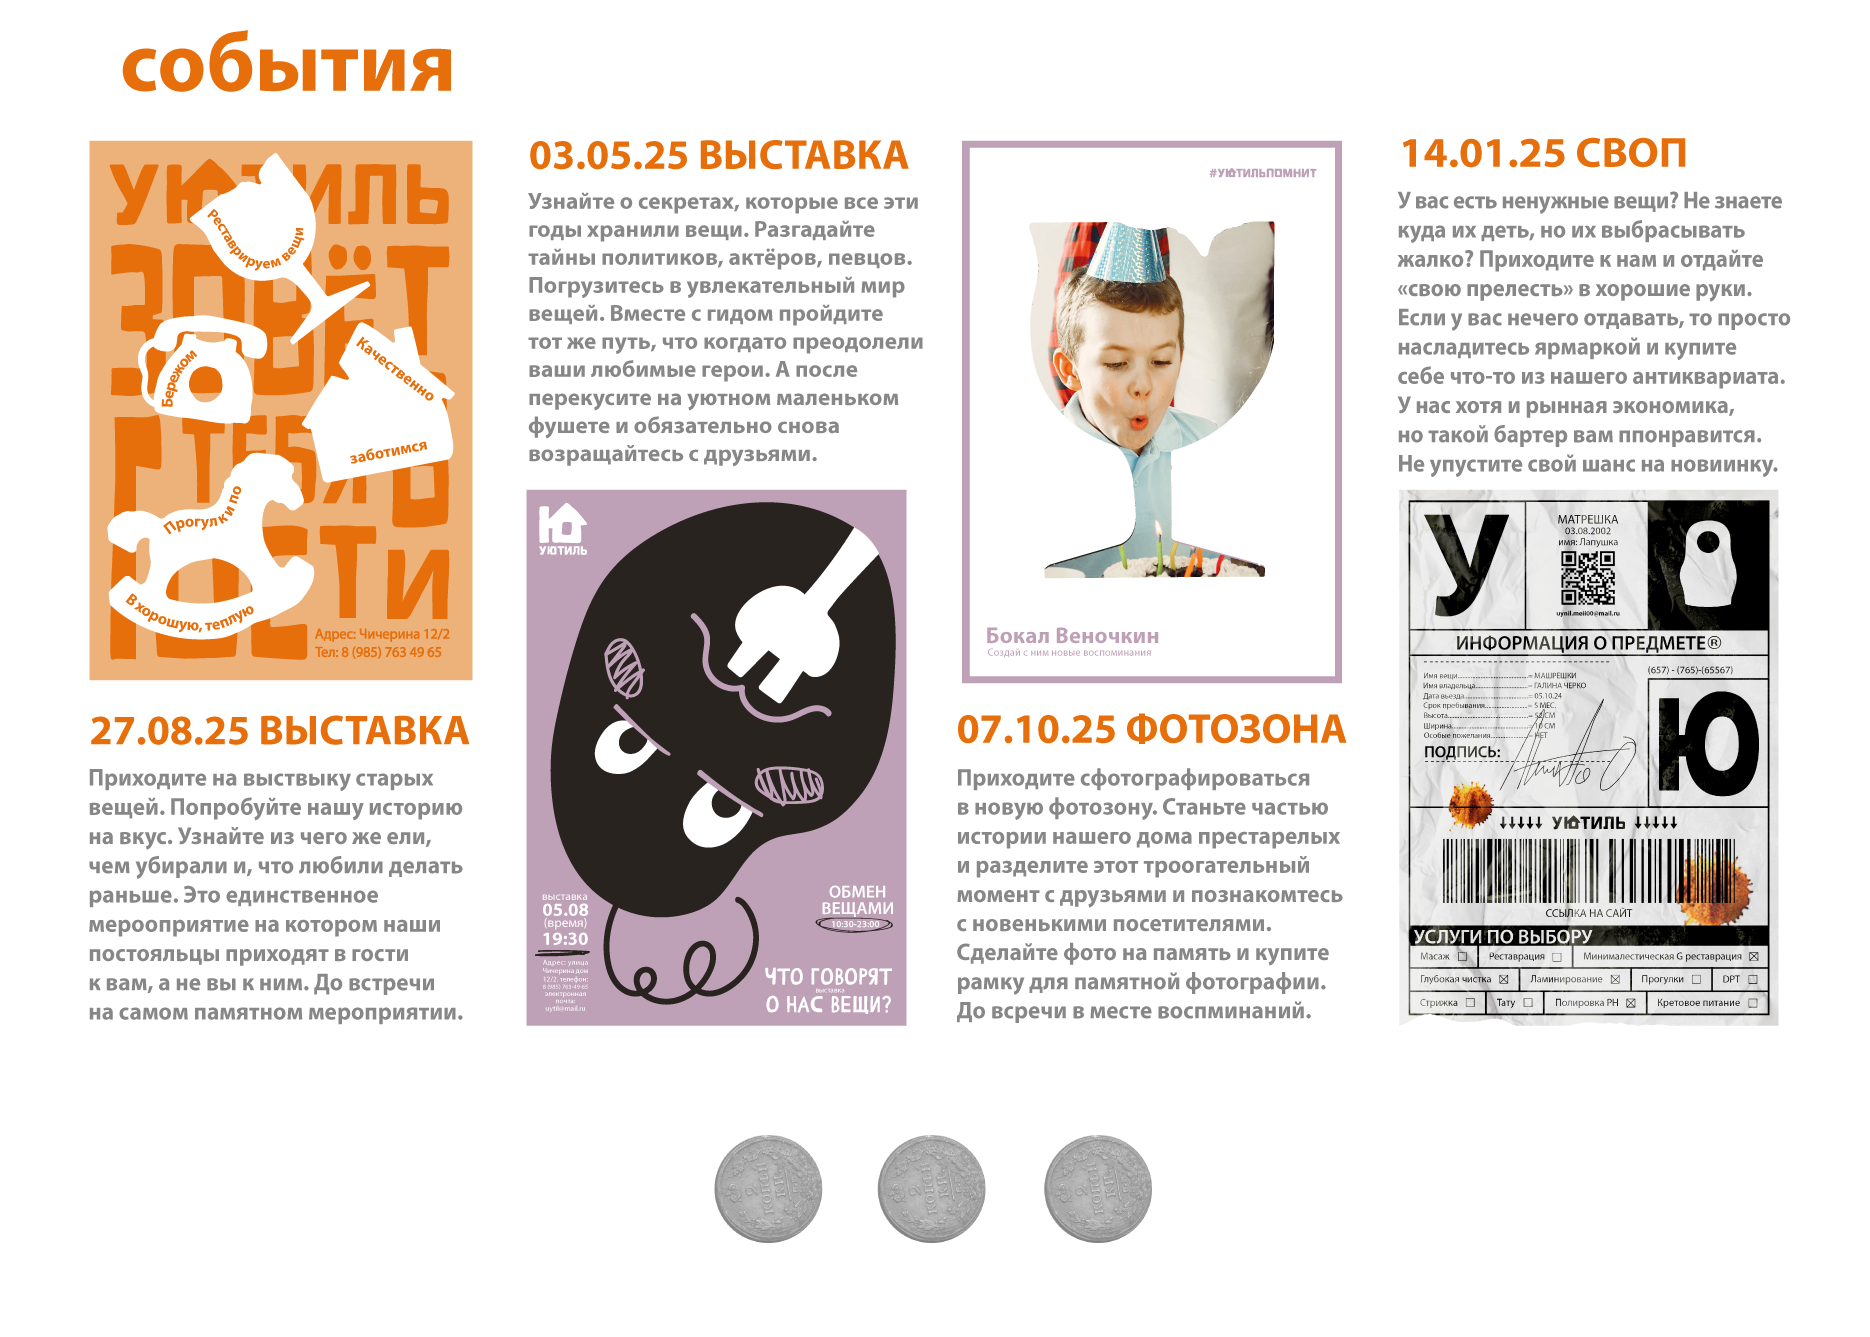 события
УЮТИЛЬ
ЗОВЁТ
ТЕБЯ В
ГОСТИ
Реставрируем вещи
Бережом
Качественно
заботимся
Прогулки по
В хорошую, теплую
Адрес: Чичерина 12/2
Тел: 8 (985) 763 49 65
27.08.25 ВЫСТАВКА
Приходите на выствыку старых
вещей. Попробуйте нашу историю
на вкус. Узнайте из чего же ели,
чем убирали и, что любили делать
раньше. Это единственное
мерооприятие на котором наши
постояльцы приходят в гости
к вам, а не вы к ним. До встречи
на самом памятном мероприятии.
03.05.25 ВЫСТАВКА
Узнайте о секретах, которые все эти
годы хранили вещи. Разгадайте
тайны политиков, актёров, певцов.
Погрузитесь в увлекательный мир
вещей. Вместе с гидом пройдите
тот же путь, что когдато преодолели
ваши любимые герои. А после
перекусите на уютном маленьком
фушете и обязательно снова
возращайтесь с друзьями.
УЮТИЛЬ
выставка
05.08
(время)
19:30
Адрес: улица
Чичерина дом
12/2. телефон:
8 (985) 763-49-65
электронная
почта:
uytil@mail.ru
ОБМЕН
ВЕЩАМИ
10:30-23:00
ЧТО ГОВОРЯТ
выставка
О НАС ВЕЩИ?
#УЮТИЛЬПОМНИТ
Бокал Веночкин
Создай с ним новые воспоминания
07.10.25 ФОТОЗОНА
Приходите сфотографироваться
в новую фотозону. Станьте частью
истории нашего дома престарелых
и разделите этот троогательный
момент с друзьями и познакомтесь
с новенькими посетителями.
Сделайте фото на память и купите
рамку для памятной фотографии.
До всречи в месте воспминаний.
14.01.25 СВОП
У вас есть ненужные вещи? Не знаете
куда их деть, но их выбрасывать
жалко? Приходите к нам и отдайте
«свою прелесть» в хорошие руки.
Если у вас нечего отдавать, то просто
насладитесь ярмаркой и купите
себе что-то из нашего антиквариата.
У нас хотя и рынная экономика,
но такой бартер вам ппонравится.
Не упустите свой шанс на новиинку.
У
МАТРЕШКА
03.08.2002
имя: Лапушка
uynil.meli00@mail.ru
ИНФОРМАЦИЯ О ПРЕДМЕТЕ®
(657) - (765)-(65567)
Имя вещи – МАШРЕШКИ
Имя владельца – ГАЛИНА ЧЕРКО
Дата въезда – 05.10.24
Срок пребывания – 5 МЕС.
Высота – 52 СМ
Ширина – 10 СМ
Особые пожелания – НЕТ
ПОДПИСЬ:
Ю
↓↓↓↓↓ УЮТИЛЬ ↓↓↓↓↓
ССЫЛКА НА САЙТ
УСЛУГИ ПО ВЫБОРУ
Масаж ☐ Реставрация ☐ Минималестическая G реставрация ☒
Глубокая чистка ☒ Ламинирование ☒ Прогулки ☐ DPT ☐
Стрижка ☐ Тату ☐ Полировка PH ☒ Кретовое питание ☐
2
КОПѢЙ
КИ
2
КОПѢЙ
КИ
2
КОПѢЙ
КИ